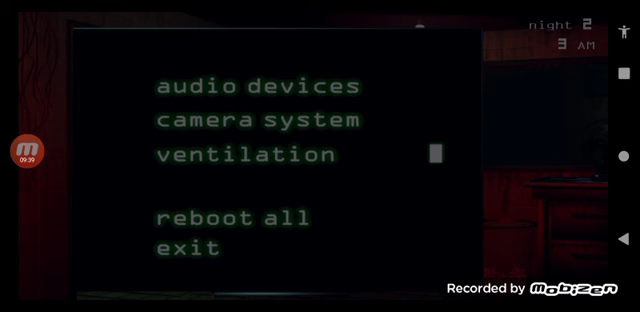 night 2
3 AM
audio devices
camera system
ventilation
reboot all
exit
09:39
Recorded by Mobizen